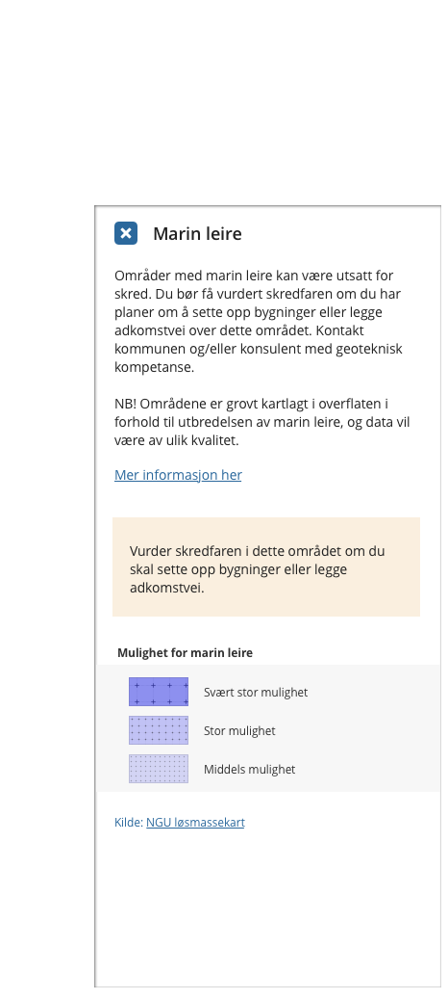 Marin leire
Områder med marin leire kan være utsatt for
skred. Du bør få vurdert skredfaren om du har
planer om å sette opp bygninger eller legge
adkomstvei over dette området. Kontakt
kommunen og/eller konsulent med geoteknisk
kompetanse.
NB! Områdene er grovt kartlagt i overflaten i
forhold til utbredelsen av marin leire, og data vil
være av ulik kvalitet.
Mer informasjon her
Vurder skredfaren i dette området om du
skal sette opp bygninger eller legge
adkomstvei.
Mulighet for marin leire
Svært stor mulighet
Stor mulighet
Middels mulighet
Kilde: NGU løsmassekart